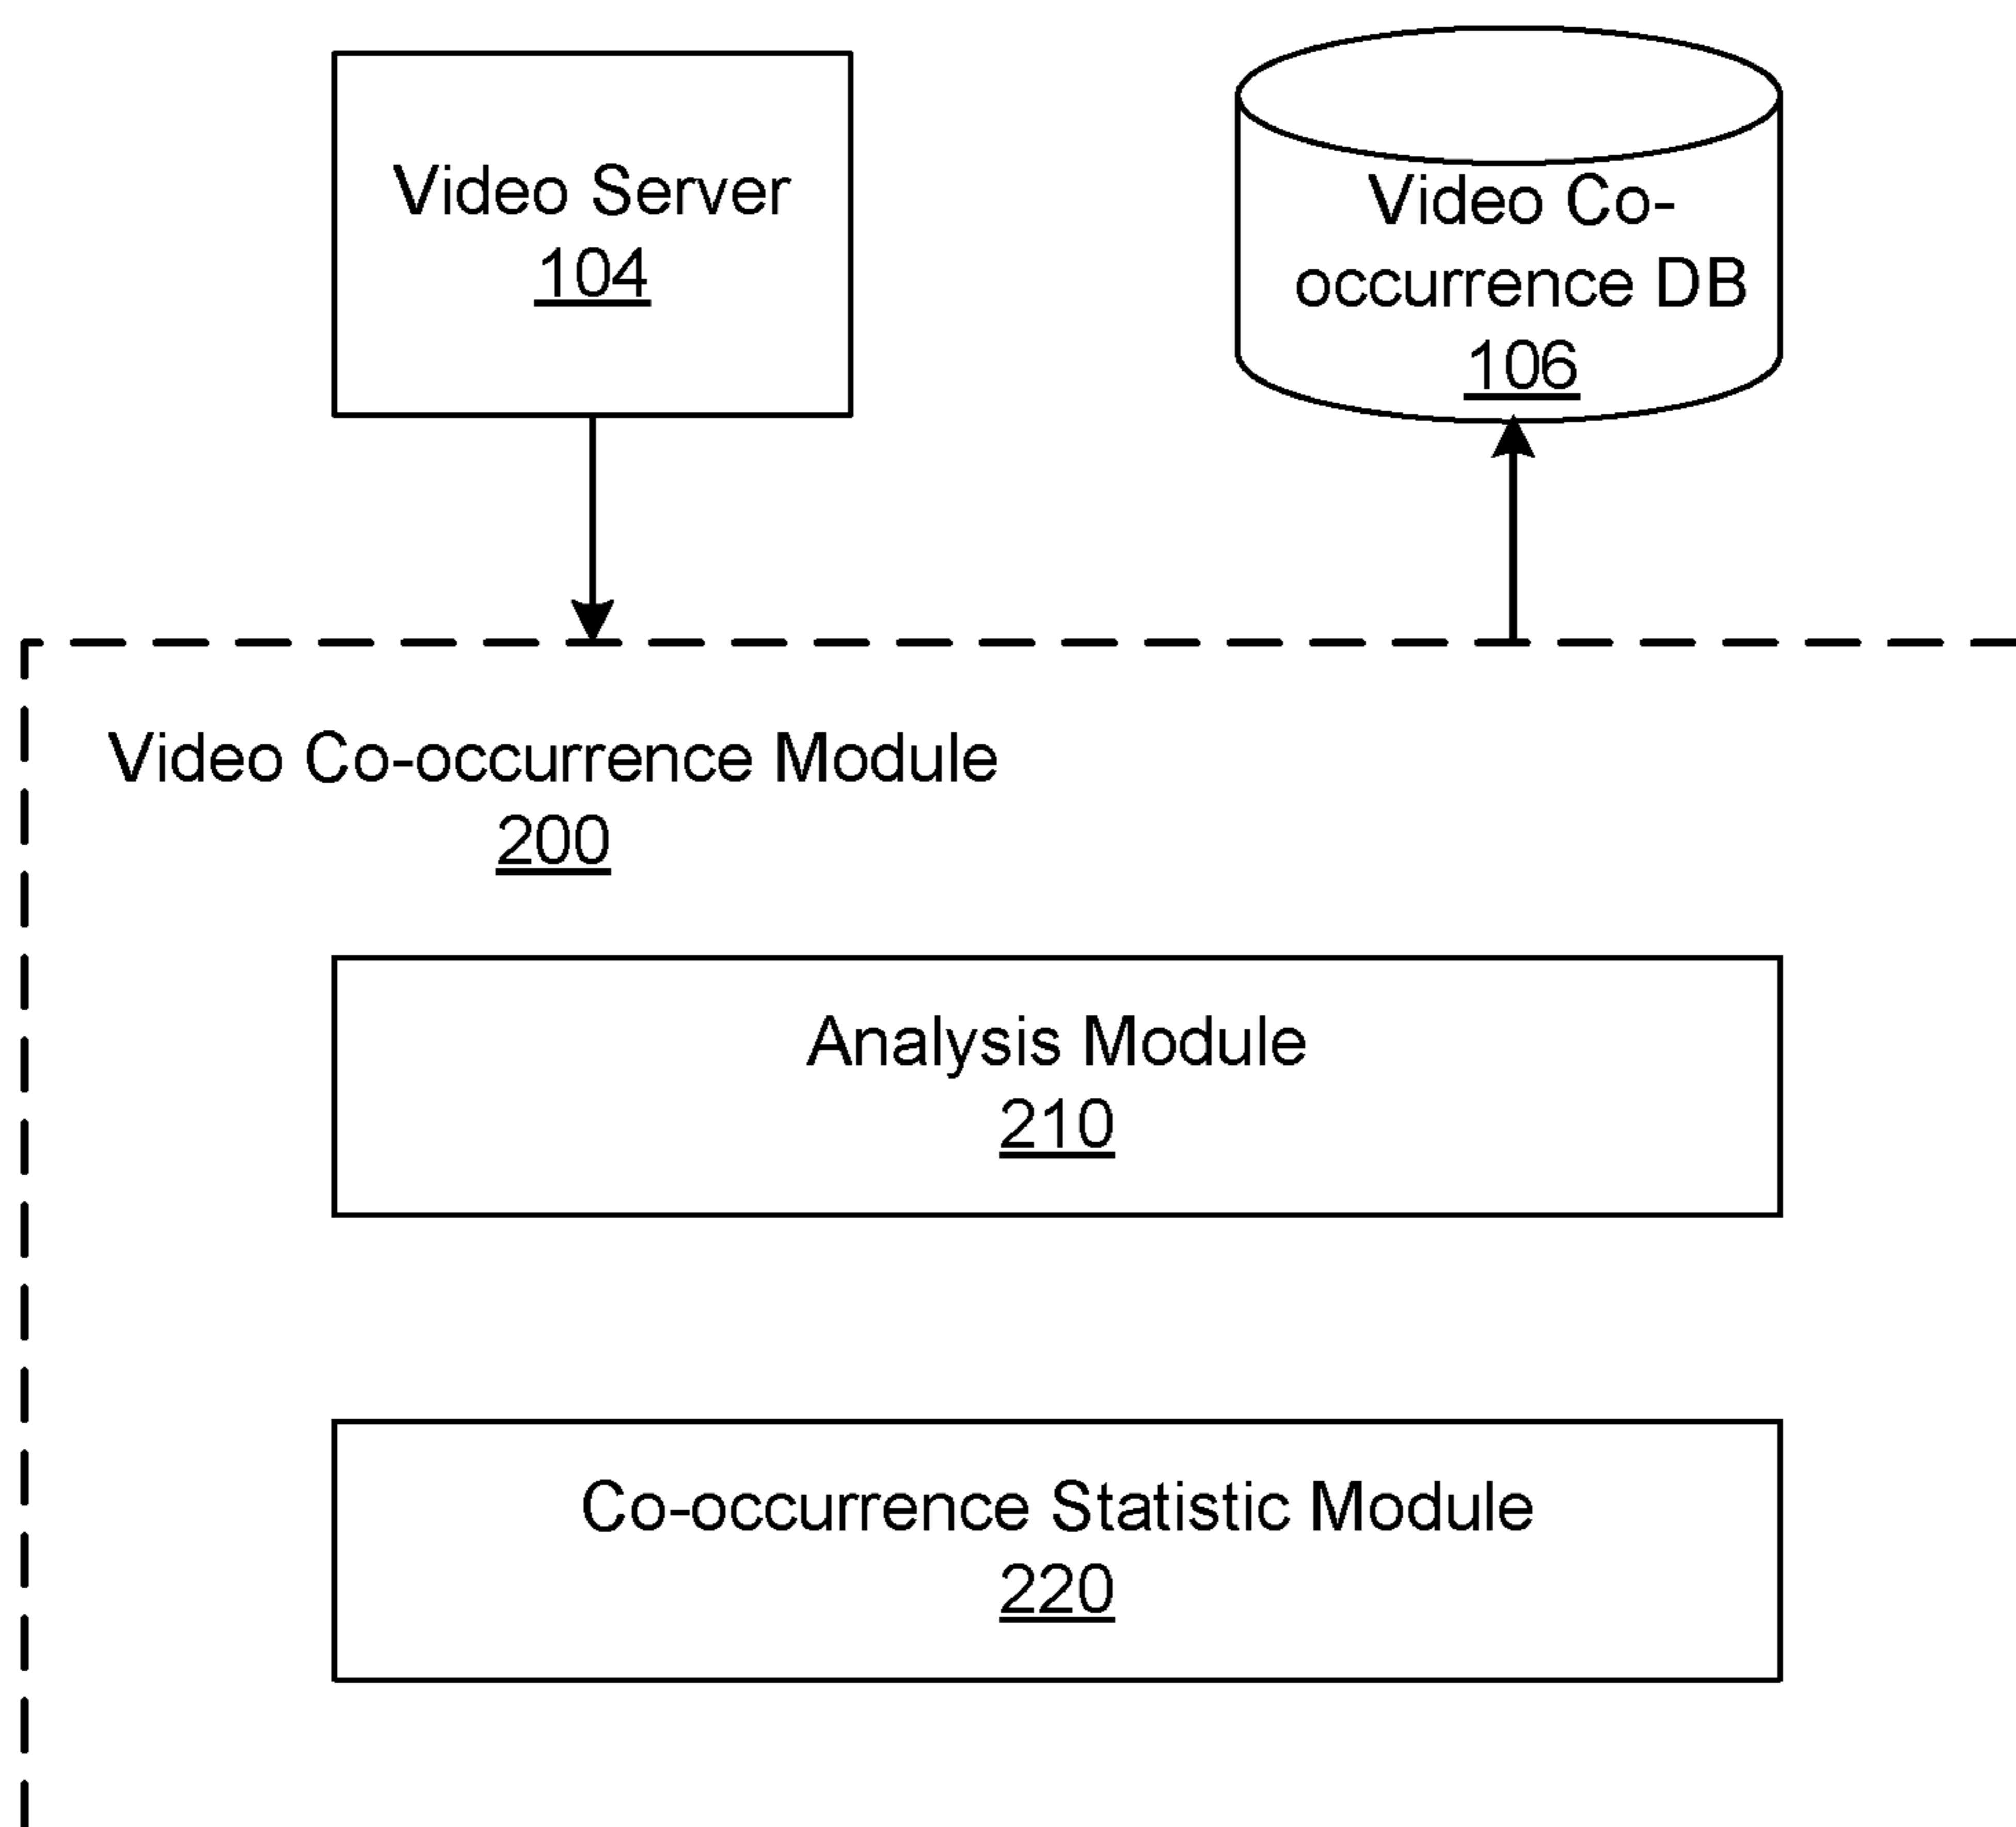 Video Server
104
Video Co-
occurrence DB
106
Video Co-occurrence Module
200
Analysis Module
210
Co-occurrence Statistic Module
220